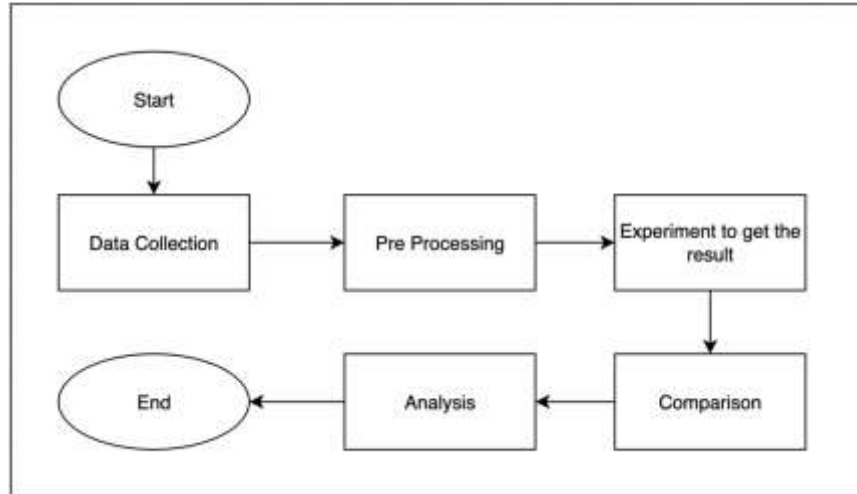 Start
Data Collection
Pre Processing
Experiment to get the
result
Comparison
Analysis
End